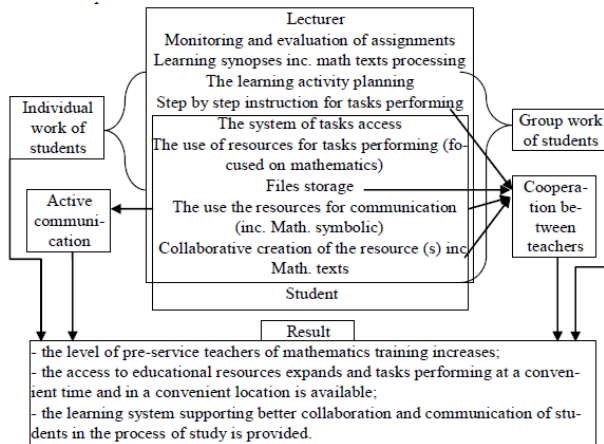 Lecturer
Monitoring and evaluation of assignments
Learning synopses inc. math texts processing
The learning activity planning
Step by step instruction for tasks performing
Individual
work of
students
Group work
of students
The system of tasks access
The use of resources for tasks performing (fo-
cused on mathematics)
Files storage
The use the resources for communication
(inc. Math. symbolic)
Collaborative creation of the resource (s) inc
Math. texts
Active
communi-
cation
Cooper-
ation be-
tween
teachers
Student
Result
- the level of pre-service teachers of mathematics training increases;
- the access to educational resources expands and tasks performing at a conven-
ient time and in a convenient location is available;
- the learning system supporting better collaboration and communication of stu-
dents in the process of study is provided.